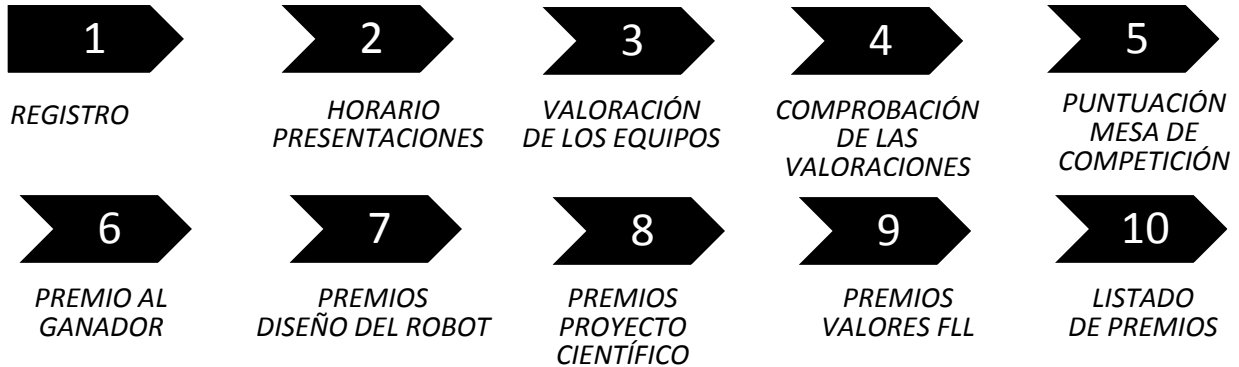 1
REGISTRO
2
HORARIO
PRESENTACIONES
3
VALORACIÓN
DE LOS EQUIPOS
4
COMPROBACIÓN
DE LAS
VALORACIONES
5
PUNTUACIÓN
MESA DE
COMPETICIÓN
6
PREMIO AL
GANADOR
7
PREMIOS
DISEÑO DEL ROBOT
8
PREMIOS
PROYECTO
CIENTÍFICO
9
PREMIOS
VALORES FLL
10
LISTADO
DE PREMIOS